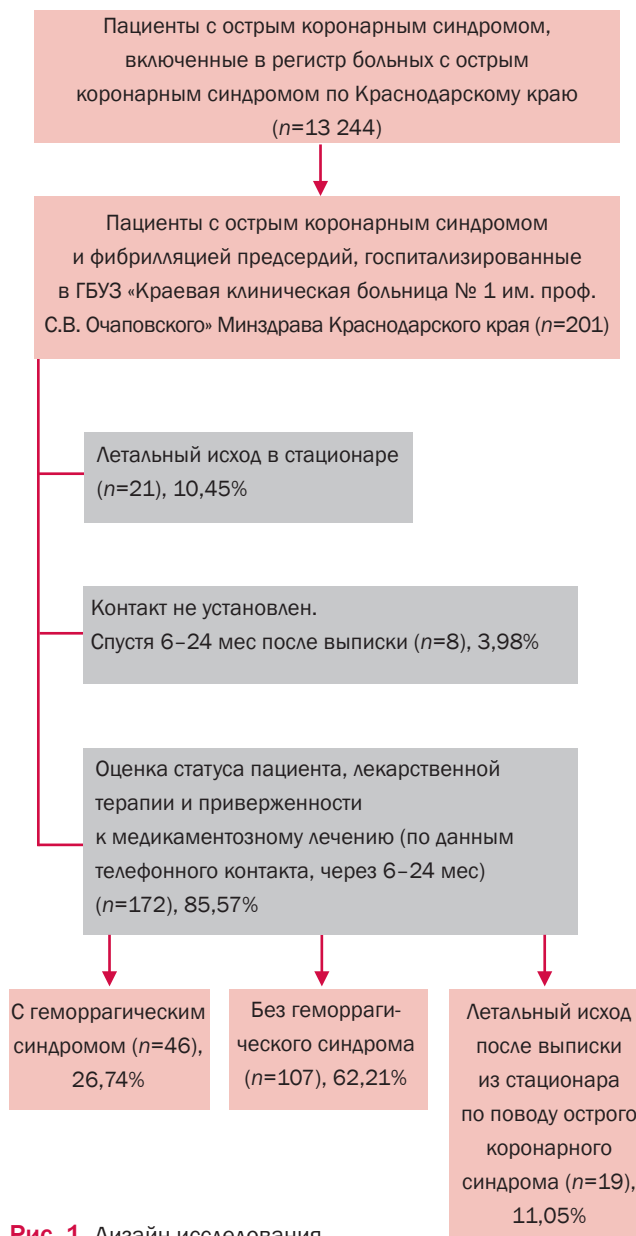 Пациенты с острым коронарным синдромом,
включенные в регистр больных с острым
коронарным синдромом по Краснодарскому краю
(n=13 244)
Пациенты с острым коронарным синдромом
и фибрилляцией предсердий, госпитализированные
в ГБУЗ «Краевая клиническая больница № 1 им. проф.
С.В. Очаповского» Минздрава Краснодарского края (n=201)
Летальный исход в стационаре
(n=21), 10,45%
Контакт не установлен.
Спустя 6–24 мес после выписки (n=8), 3,98%
Оценка статуса пациента, лекарственной
терапии и приверженности
к медикаментозному лечению (по данным
телефонного контакта, через 6–24 мес)
(n=172), 85,57%
С геморрагическим
синдромом (n=46),
26,74%
Без геморраги-
ческого синдрома
(n=107), 62,21%
Летальный исход
после выписки
из стационара
по поводу острого
коронарного
синдрома (n=19),
11,05%
Рис. 1. Дизайн исследования